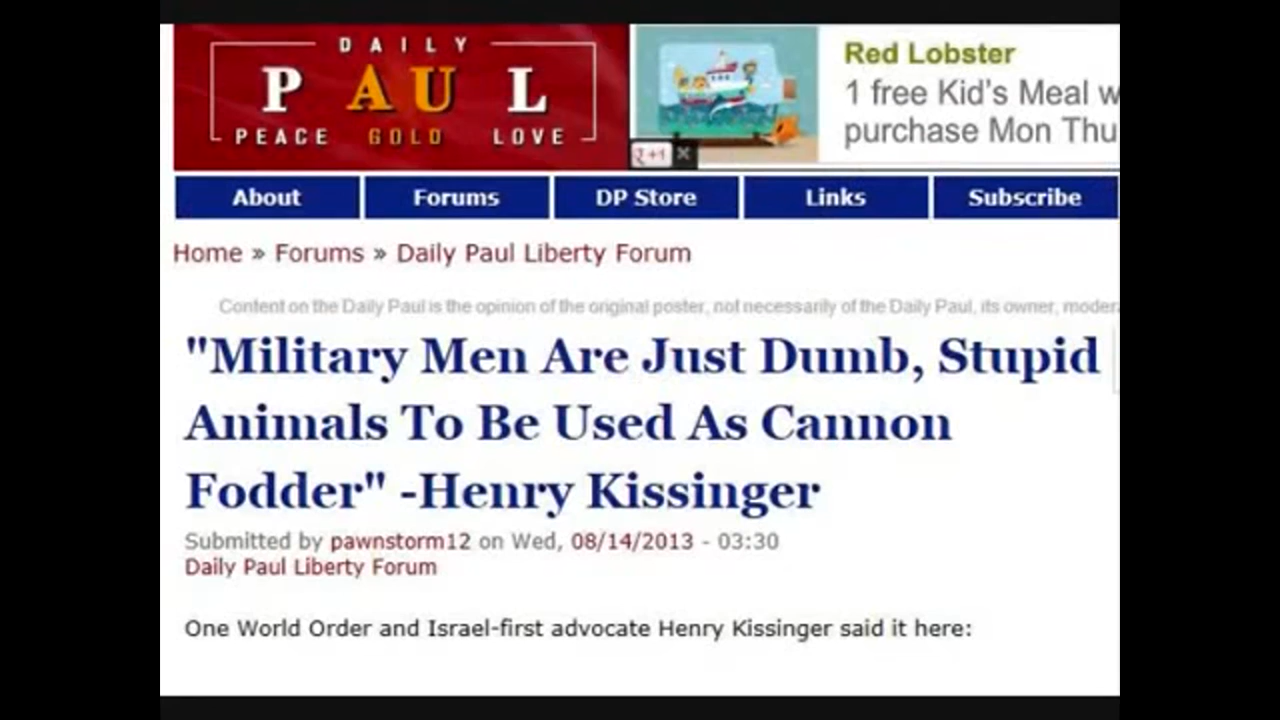 DAILY
PAUL
PEACE GOLD LOVE
Red Lobster
1 free Kid's Meal w
purchase Mon Thu
+1
About Forums DP Store Links Subscribe
Home » Forums » Daily Paul Liberty Forum
Content on the Daily Paul is the opinion of the original poster, not necessarily of the Daily Paul, its owner, moder
"Military Men Are Just Dumb, Stupid
Animals To Be Used As Cannon
Fodder" -Henry Kissinger
Submitted by pawnstorm12 on Wed, 08/14/2013 - 03:30
Daily Paul Liberty Forum
One World Order and Israel-first advocate Henry Kissinger said it here: